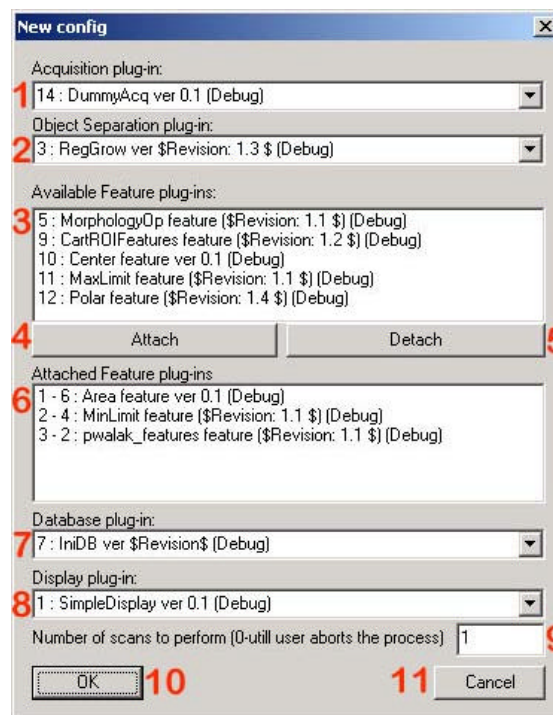 New config
Acquisition plug-in:
1 14 : DummyAcq ver 0.1 (Debug)
Object Separation plug-in:
2 3 : RegGrow ver $Revision: 1.3 $ (Debug)
Available Feature plug-ins:
3 5 : MorphologyOp feature ($Revision: 1.1 $) (Debug)
9 : CartROIFeatures feature ($Revision: 1.2 $) (Debug)
10 : Center feature ver 0.1 (Debug)
11 : MaxLimit feature ($Revision: 1.1 $) (Debug)
12 : Polar feature ($Revision: 1.4 $) (Debug)
4 Attach Detach 5
Attached Feature plug-ins
6 1 - 6 : Area feature ver 0.1 (Debug)
2 - 4 : MinLimit feature ($Revision: 1.1 $) (Debug)
3 - 2 : pwalak_features feature ($Revision: 1.1 $) (Debug)
Database plug-in:
7 7 : IniDB ver $Revision$ (Debug)
Display plug-in:
8 1 : SimpleDisplay ver 0.1 (Debug)
Number of scans to perform (0-utill user aborts the process) 1 9
OK 10 11 Cancel